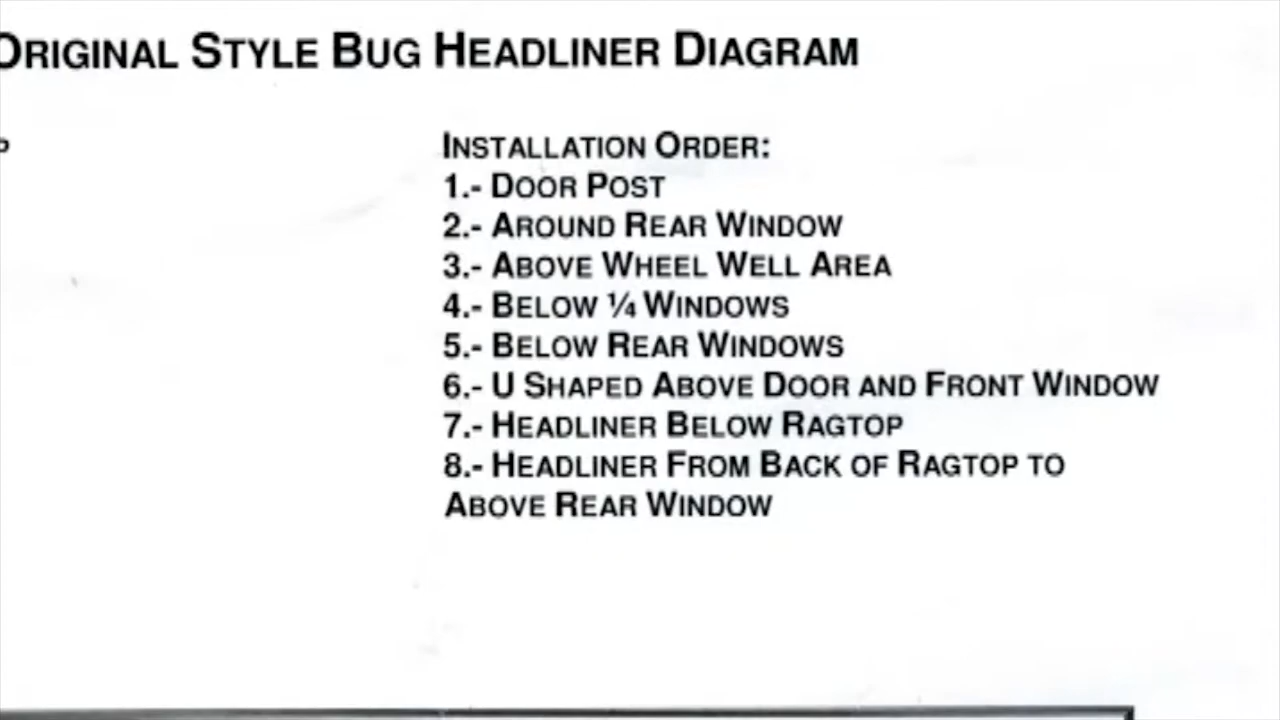 ORIGINAL STYLE BUG HEADLINER DIAGRAM
P
INSTALLATION ORDER:
1.- DOOR POST
2.- AROUND REAR WINDOW
3.- ABOVE WHEEL WELL AREA
4.- BELOW ¼ WINDOWS
5.- BELOW REAR WINDOWS
6.- U SHAPED ABOVE DOOR AND FRONT WINDOW
7.- HEADLINER BELOW RAGTOP
8.- HEADLINER FROM BACK OF RAGTOP TO
ABOVE REAR WINDOW